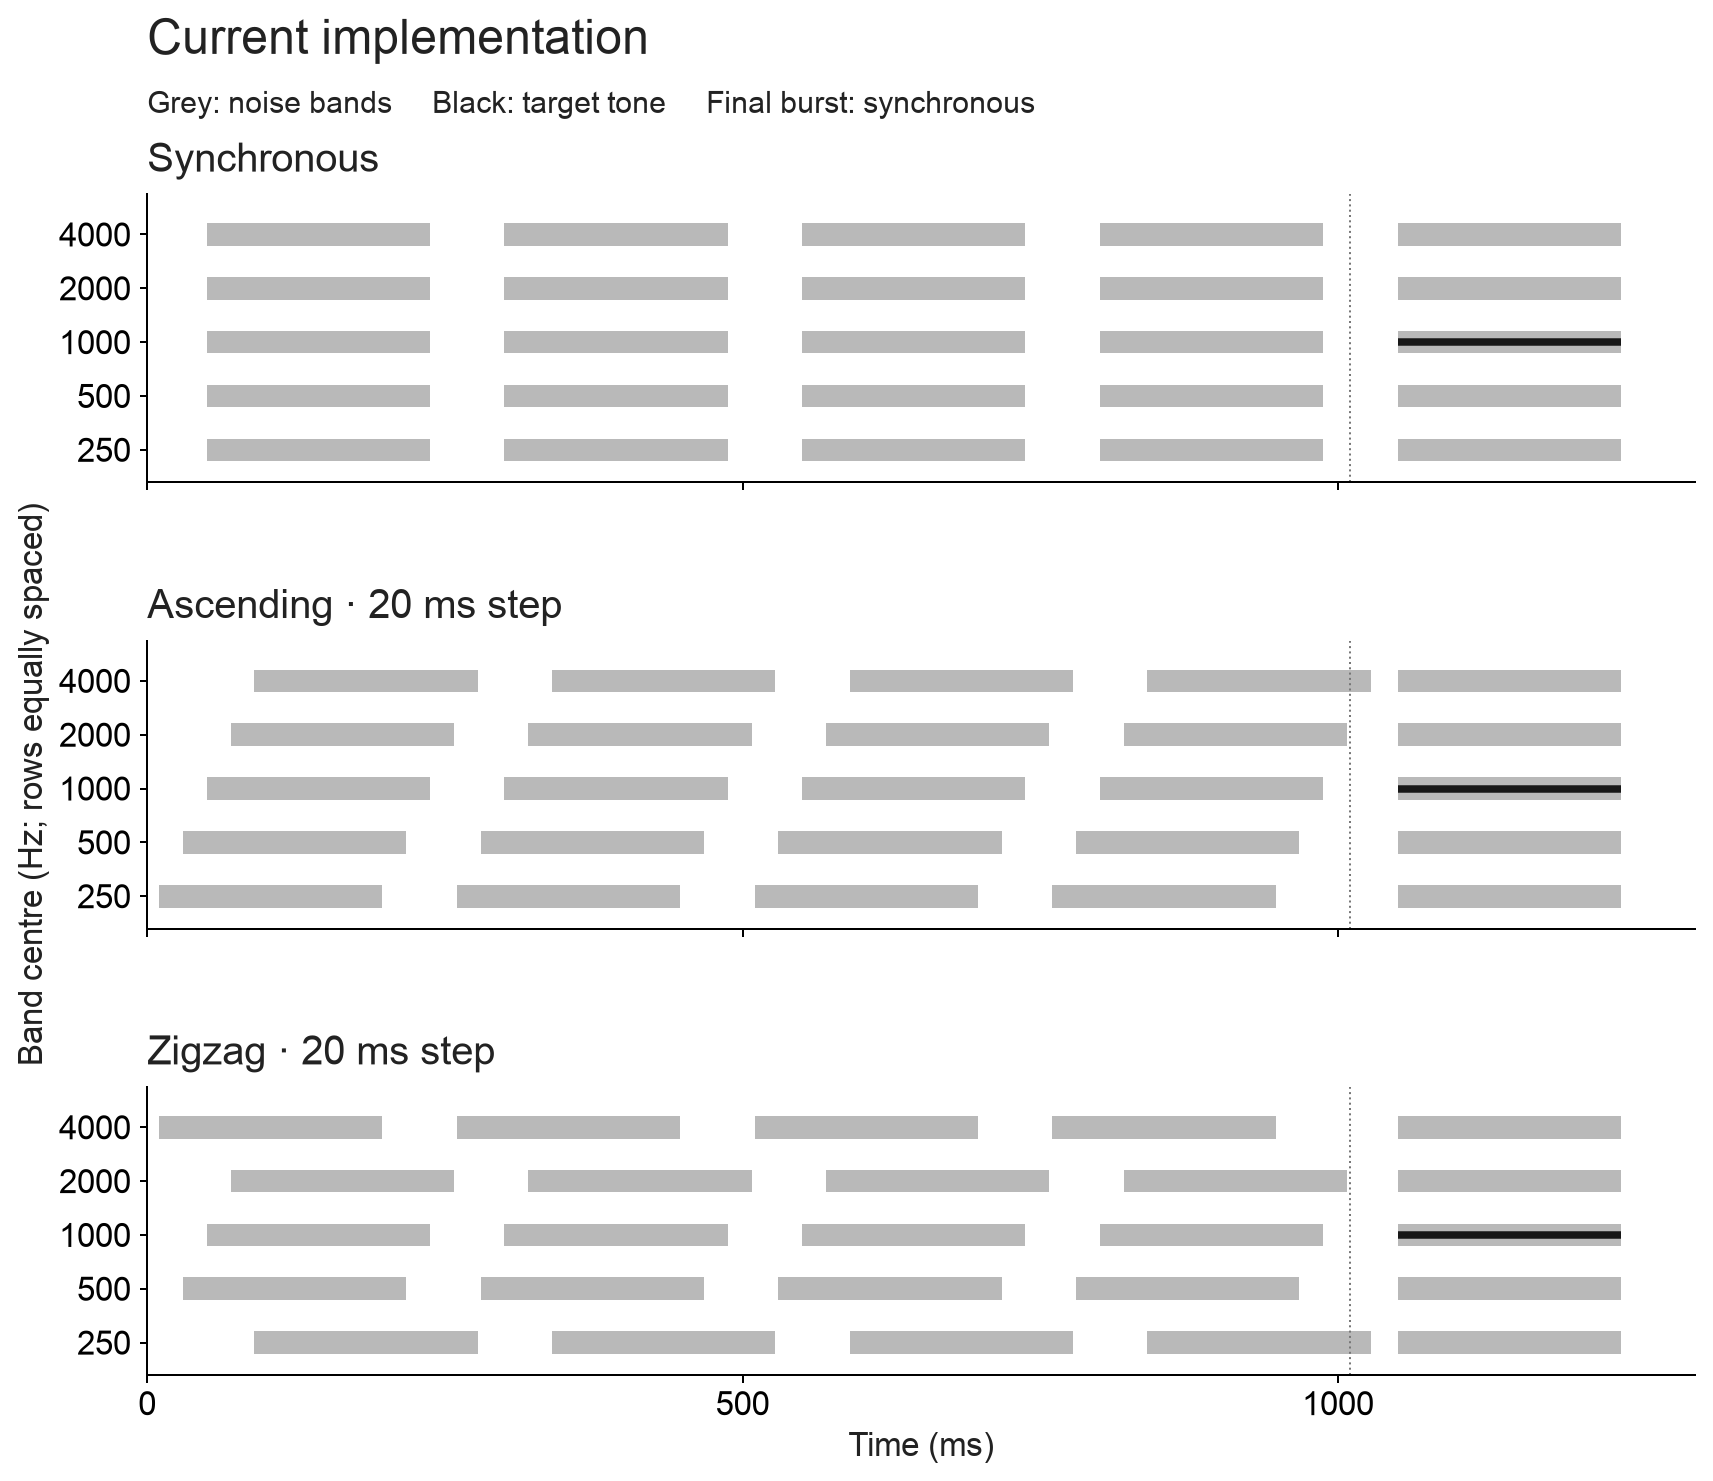 Current implementation
Grey: noise bands Black: target tone Final burst: synchronous
Synchronous
4000
2000
1000
500
250
Band centre (Hz; rows equally spaced)
Ascending · 20 ms step
4000
2000
1000
500
250
Zigzag · 20 ms step
4000
2000
1000
500
250
0 500 1000
Time (ms)